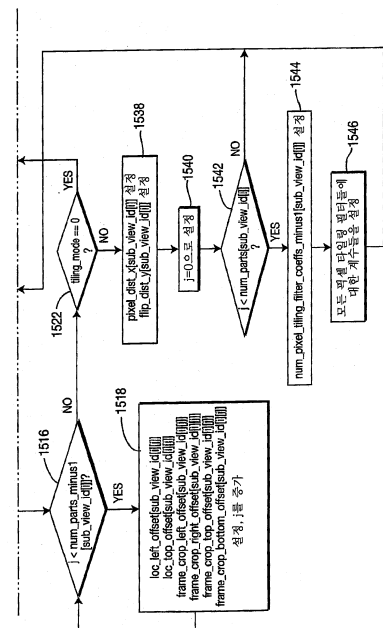 1516
j < num_parts_minus1
[sub_view_id[i]]?
NO
YES
1518
loc_left_offset[sub_view_id[i]][j]
loc_top_offset[sub_view_id[i]][j]
frame_crop_left_offset[sub_view_id[i]][j]
frame_crop_right_offset[sub_view_id[i]][j]
frame_crop_top_offset[sub_view_id[i]][j]
frame_crop_bottom_offset[sub_view_id[i]][j]
설정, j를 증가
1522
tiling_mode == 0
?
YES
NO
1538
pixel_dist_x[sub_view_id[i]] 설정
flip_dist_y[sub_view_id[i]] 설정
1540
j=0으로 설정
1542
j < num_parts[sub_view_id[i]]
?
NO
YES
1544
num_pixel_tiling_filter_coeffs_minus1[sub_view_id[i]] 설정
1546
모든 픽셀 타일링 필터들에
대한 계수들을 설정